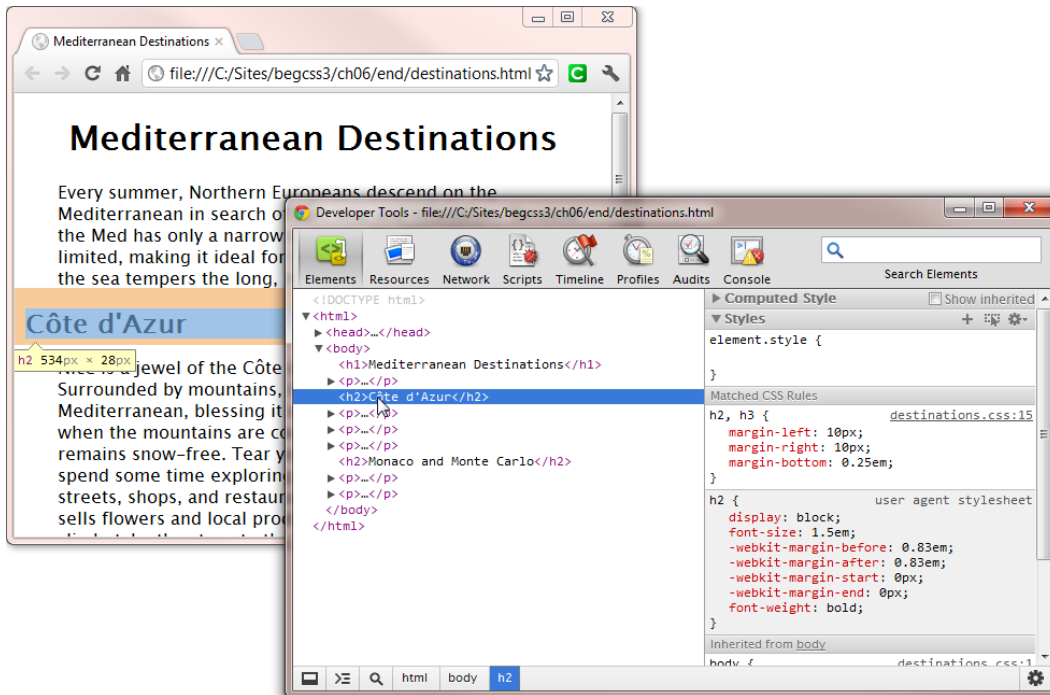 Mediterranean Destinations
file:///C:/Sites/begcss3/ch06/end/destinations.html
Mediterranean Destinations
Every summer, Northern Europeans descend on the
Mediterranean in search o
the Med has only a narrow
limited, making it ideal for
the sea tempers the long,
Côte d'Azur
h2 534px × 28px
jewel of the Côte
Surrounded by mountains,
Mediterranean, blessing it
when the mountains are co
remains snow-free. Tear y
spend some time explorin
streets, shops, and restaur
sells flowers and local prod
Developer Tools - file:///C:/Sites/begcss3/ch06/end/destinations.html
Elements Resources Network Scripts Timeline Profiles Audits Console
Search Elements
<!DOCTYPE html>
▼<html>
▶<head>…</head>
▼<body>
<h1>Mediterranean Destinations</h1>
▶<p>…</p>
<h2>Côte d'Azur</h2>
▶<p>…</p>
▶<p>…</p>
▶<p>…</p>
<h2>Monaco and Monte Carlo</h2>
▶<p>…</p>
▶<p>…</p>
</body>
</html>
▶ Computed Style Show inherited
▼ Styles
element.style {
}
Matched CSS Rules
h2, h3 { destinations.css:15
margin-left: 10px;
margin-right: 10px;
margin-bottom: 0.25em;
}
h2 { user agent stylesheet
display: block;
font-size: 1.5em;
-webkit-margin-before: 0.83em;
-webkit-margin-after: 0.83em;
-webkit-margin-start: 0px;
-webkit-margin-end: 0px;
font-weight: bold;
}
Inherited from body
body { destinations.css:1
html body h2